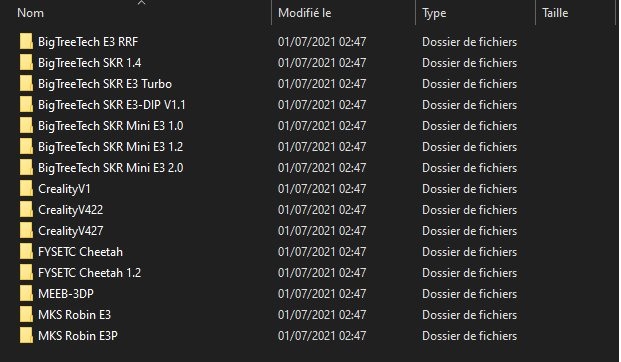 Nom Modifié le Type Taille
BigTreeTech E3 RRF 01/07/2021 02:47 Dossier de fichiers
BigTreeTech SKR 1.4 01/07/2021 02:47 Dossier de fichiers
BigTreeTech SKR E3 Turbo 01/07/2021 02:47 Dossier de fichiers
BigTreeTech SKR E3-DIP V1.1 01/07/2021 02:47 Dossier de fichiers
BigTreeTech SKR Mini E3 1.0 01/07/2021 02:47 Dossier de fichiers
BigTreeTech SKR Mini E3 1.2 01/07/2021 02:47 Dossier de fichiers
BigTreeTech SKR Mini E3 2.0 01/07/2021 02:47 Dossier de fichiers
CrealityV1 01/07/2021 02:47 Dossier de fichiers
CrealityV422 01/07/2021 02:47 Dossier de fichiers
CrealityV427 01/07/2021 02:47 Dossier de fichiers
FYSETC Cheetah 01/07/2021 02:47 Dossier de fichiers
FYSETC Cheetah 1.2 01/07/2021 02:47 Dossier de fichiers
MEEB-3DP 01/07/2021 02:47 Dossier de fichiers
MKS Robin E3 01/07/2021 02:47 Dossier de fichiers
MKS Robin E3P 01/07/2021 02:47 Dossier de fichiers